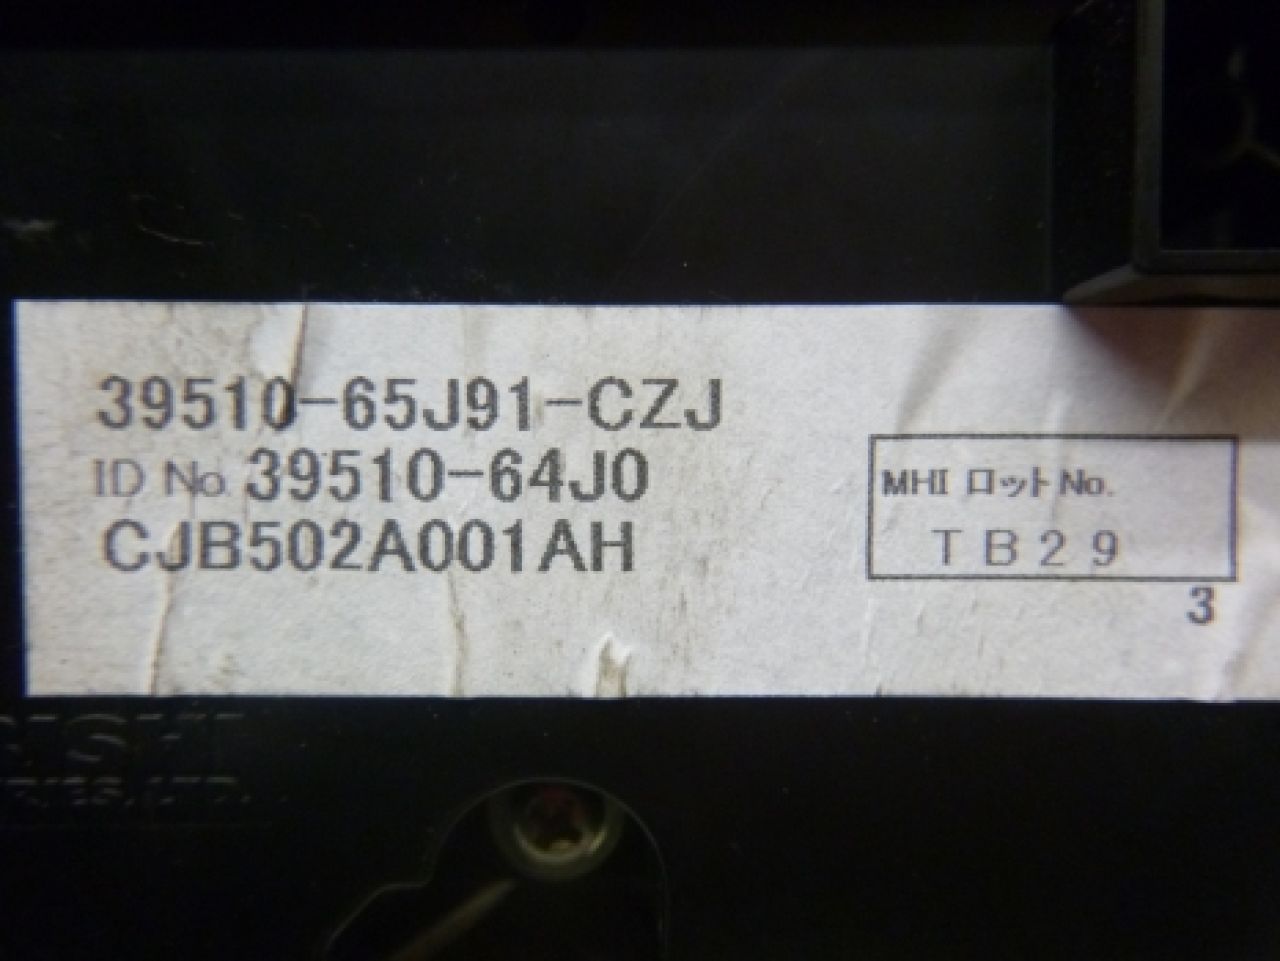 39510-65J91-CZJ
ID No. 39510-64J0
CJB502A001AH
MHI ロット No.
TB29
3